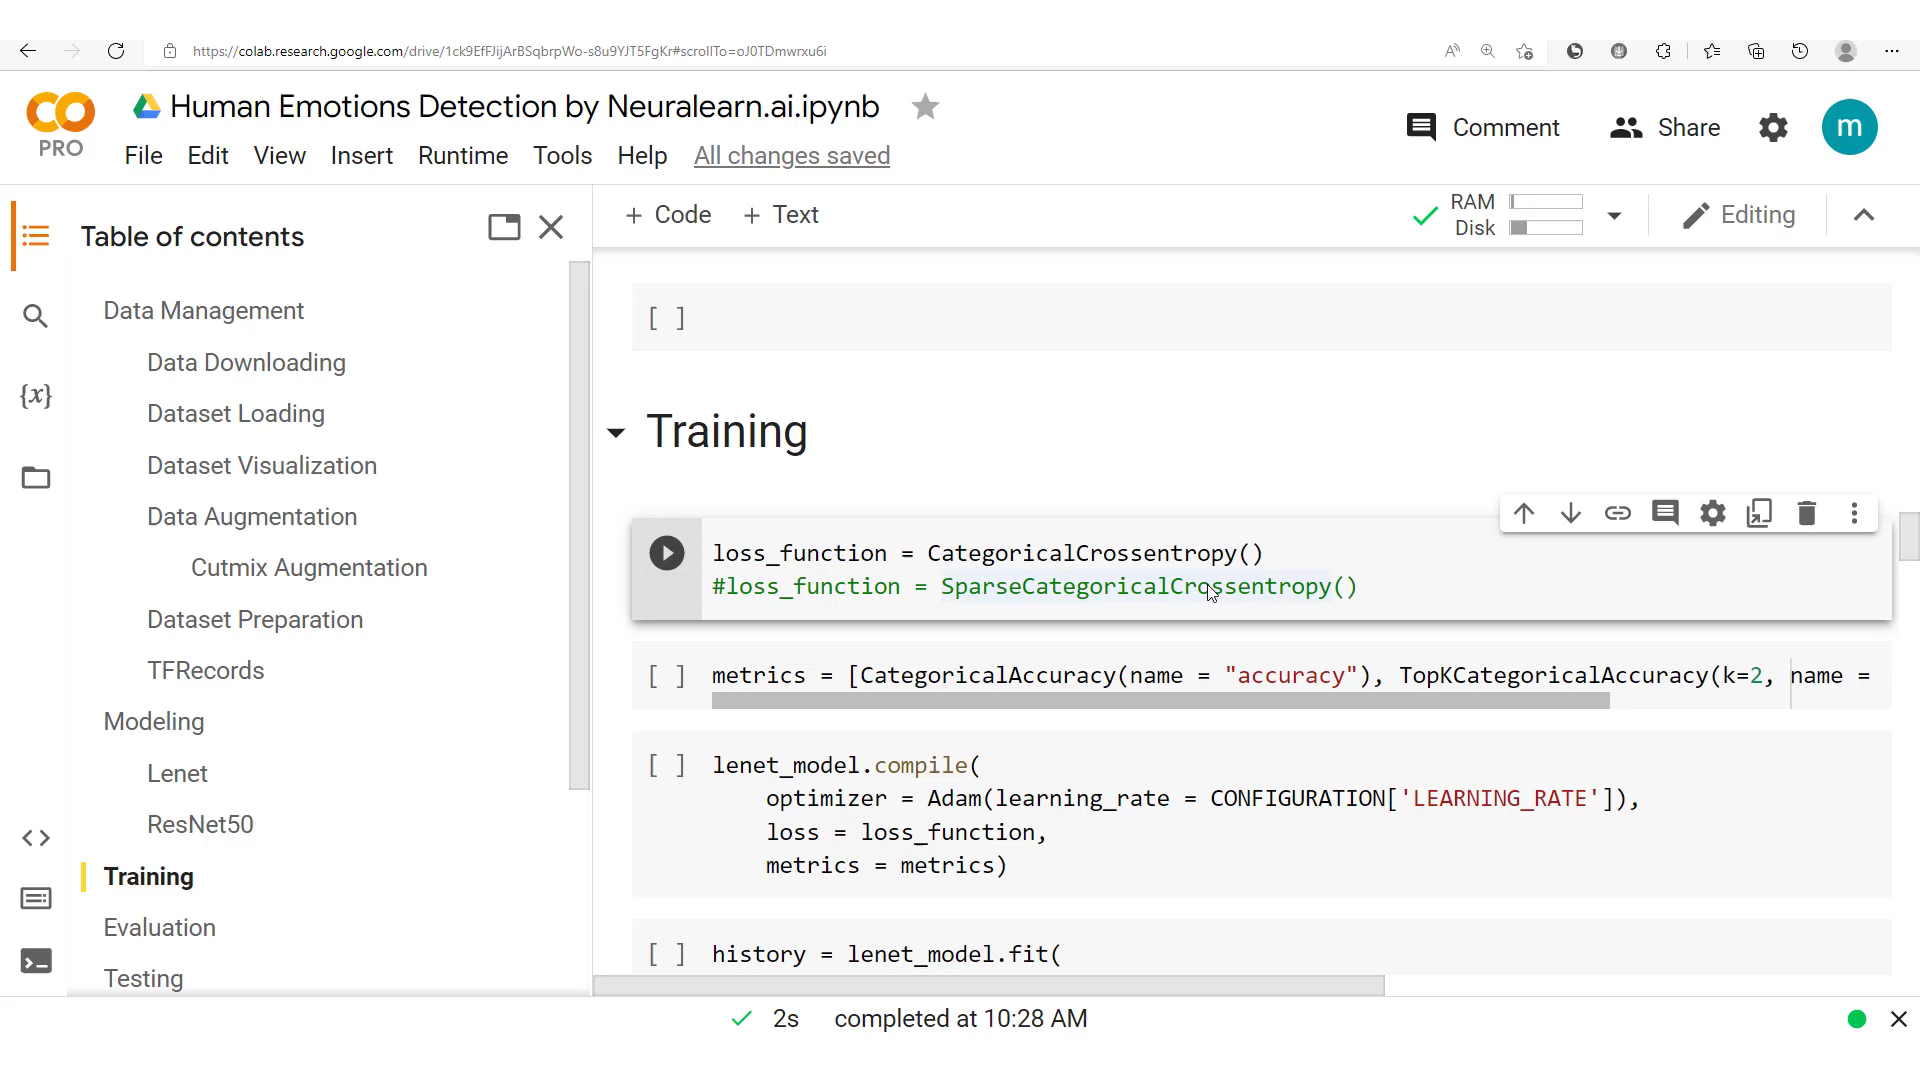 https://colab.research.google.com/drive/1ck9EfFJijArBSqbrpWo-s8u9YJT5FgKr#scrollTo=oJ0TDmwrxu6i
CO
PRO
Human Emotions Detection by Neuralearn.ai.ipynb
File Edit View Insert Runtime Tools Help All changes saved
Comment
Share
m
Table of contents
+ Code + Text
RAM
Disk
Editing
Data Management
Data Downloading
Dataset Loading
Dataset Visualization
Data Augmentation
Cutmix Augmentation
Dataset Preparation
TFRecords
Modeling
Lenet
ResNet50
Training
Evaluation
Testing
{x}
[ ]
Training
loss_function = CategoricalCrossentropy()
#loss_function = SparseCategoricalCrossentropy()
[ ] metrics = [CategoricalAccuracy(name = "accuracy"), TopKCategoricalAccuracy(k=2, name =
[ ] lenet_model.compile(
optimizer = Adam(learning_rate = CONFIGURATION['LEARNING_RATE']),
loss = loss_function,
metrics = metrics)
[ ] history = lenet_model.fit(
2s completed at 10:28 AM